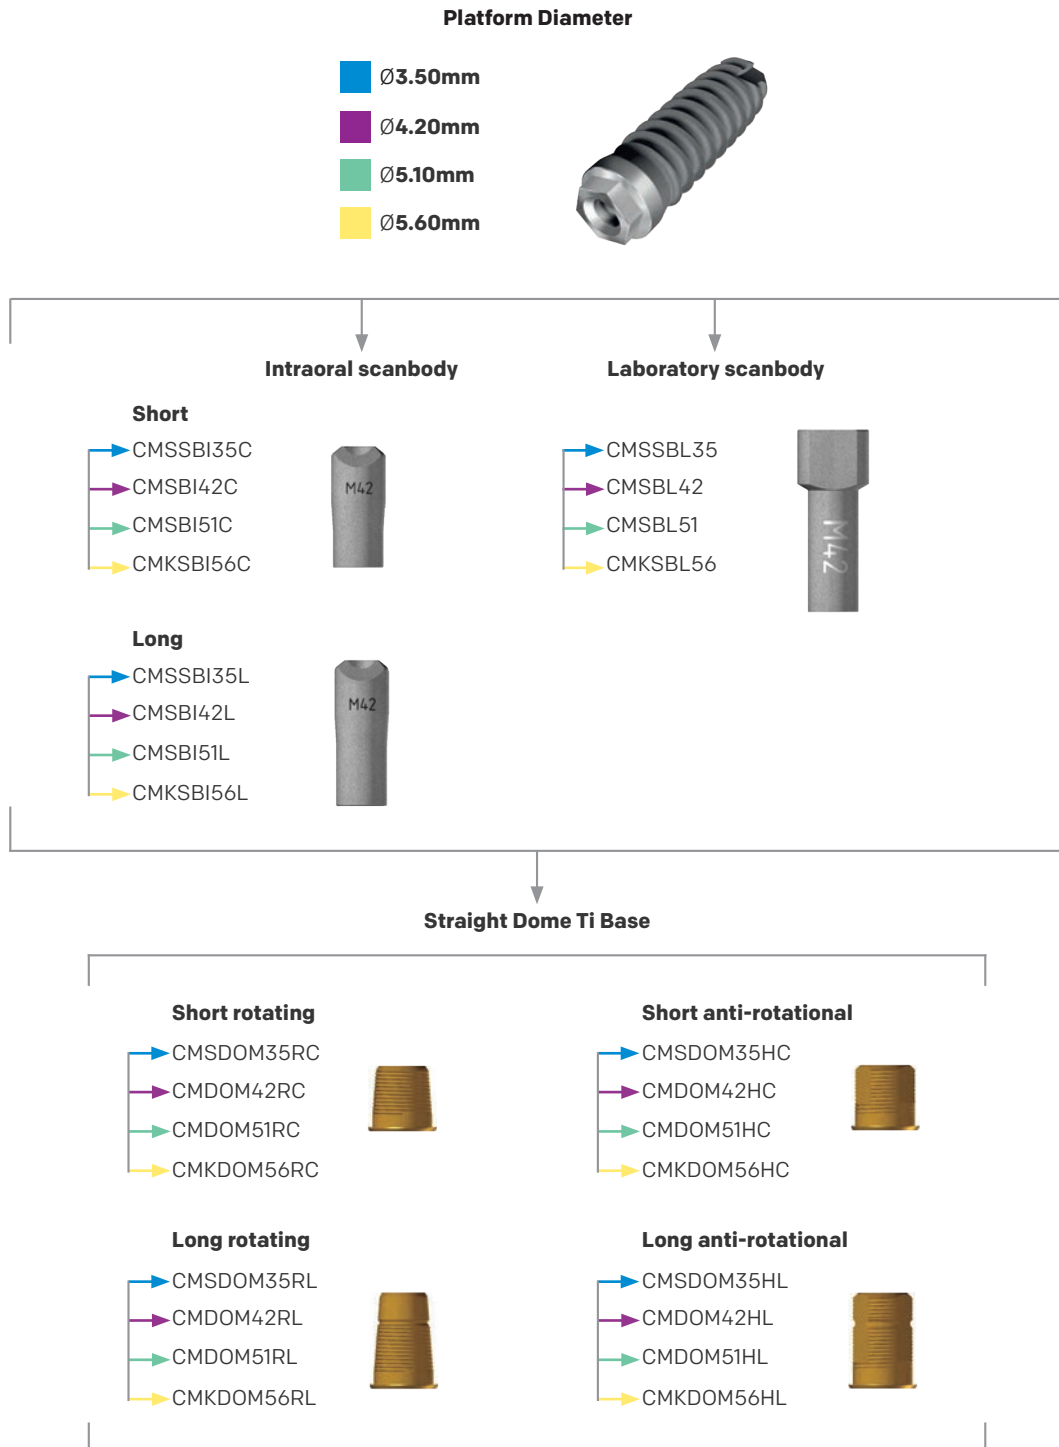 Platform Diameter
Ø3.50mm
Ø4.20mm
Ø5.10mm
Ø5.60mm
Intraoral scanbody
Short
CMSSBI35C
CMSBI42C
CMSBI51C
CMKSBI56C
M42
Long
CMSSBI35L
CMSBI42L
CMSBI51L
CMKSBI56L
M42
Laboratory scanbody
CMSSBL35
CMSBL42
CMSBL51
CMKSBL56
M42
Straight Dome Ti Base
Short rotating
CMSDOM35RC
CMDOM42RC
CMDOM51RC
CMKDOM56RC
Short anti-rotational
CMSDOM35HC
CMDOM42HC
CMDOM51HC
CMKDOM56HC
Long rotating
CMSDOM35RL
CMDOM42RL
CMDOM51RL
CMKDOM56RL
Long anti-rotational
CMSDOM35HL
CMDOM42HL
CMDOM51HL
CMKDOM56HL